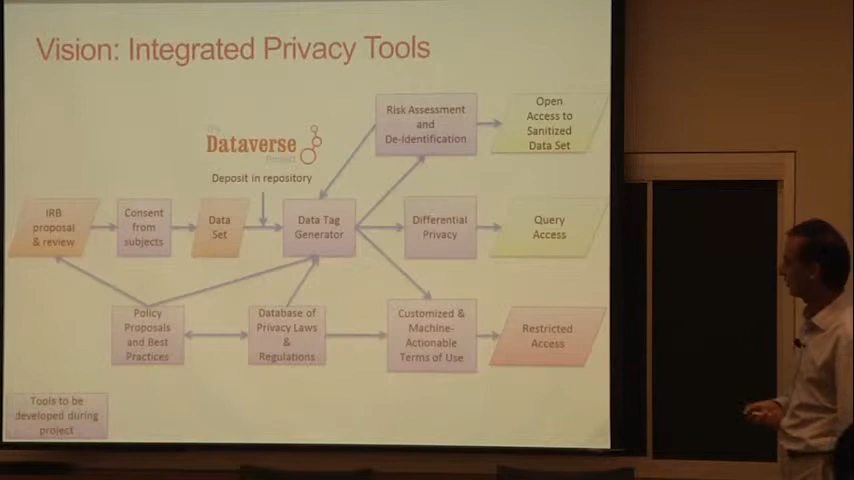 Vision: Integrated Privacy Tools
Risk Assessment
and
De-Identification
Open
Access to
Sanitized
Data Set
The
Dataverse
Project
Deposit in repository
IRB
proposal
& review
Consent
from
subjects
Data
Set
Data Tag
Generator
Differential
Privacy
Query
Access
Policy
Proposals
and Best
Practices
Database of
Privacy Laws
&
Regulations
Customized &
Machine-
Actionable
Terms of Use
Restricted
Access
Tools to be
developed during
project